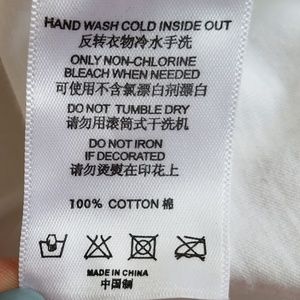 HAND WASH COLD INSIDE OUT
反转衣物冷水手洗
ONLY NON-CHLORINE
BLEACH WHEN NEEDED
可使用不含氯漂白剂漂白
DO NOT TUMBLE DRY
请勿用滚筒式干洗机
DO NOT IRON
IF DECORATED
请勿烫熨在印花上
100% COTTON 棉
MADE IN CHINA
中国制